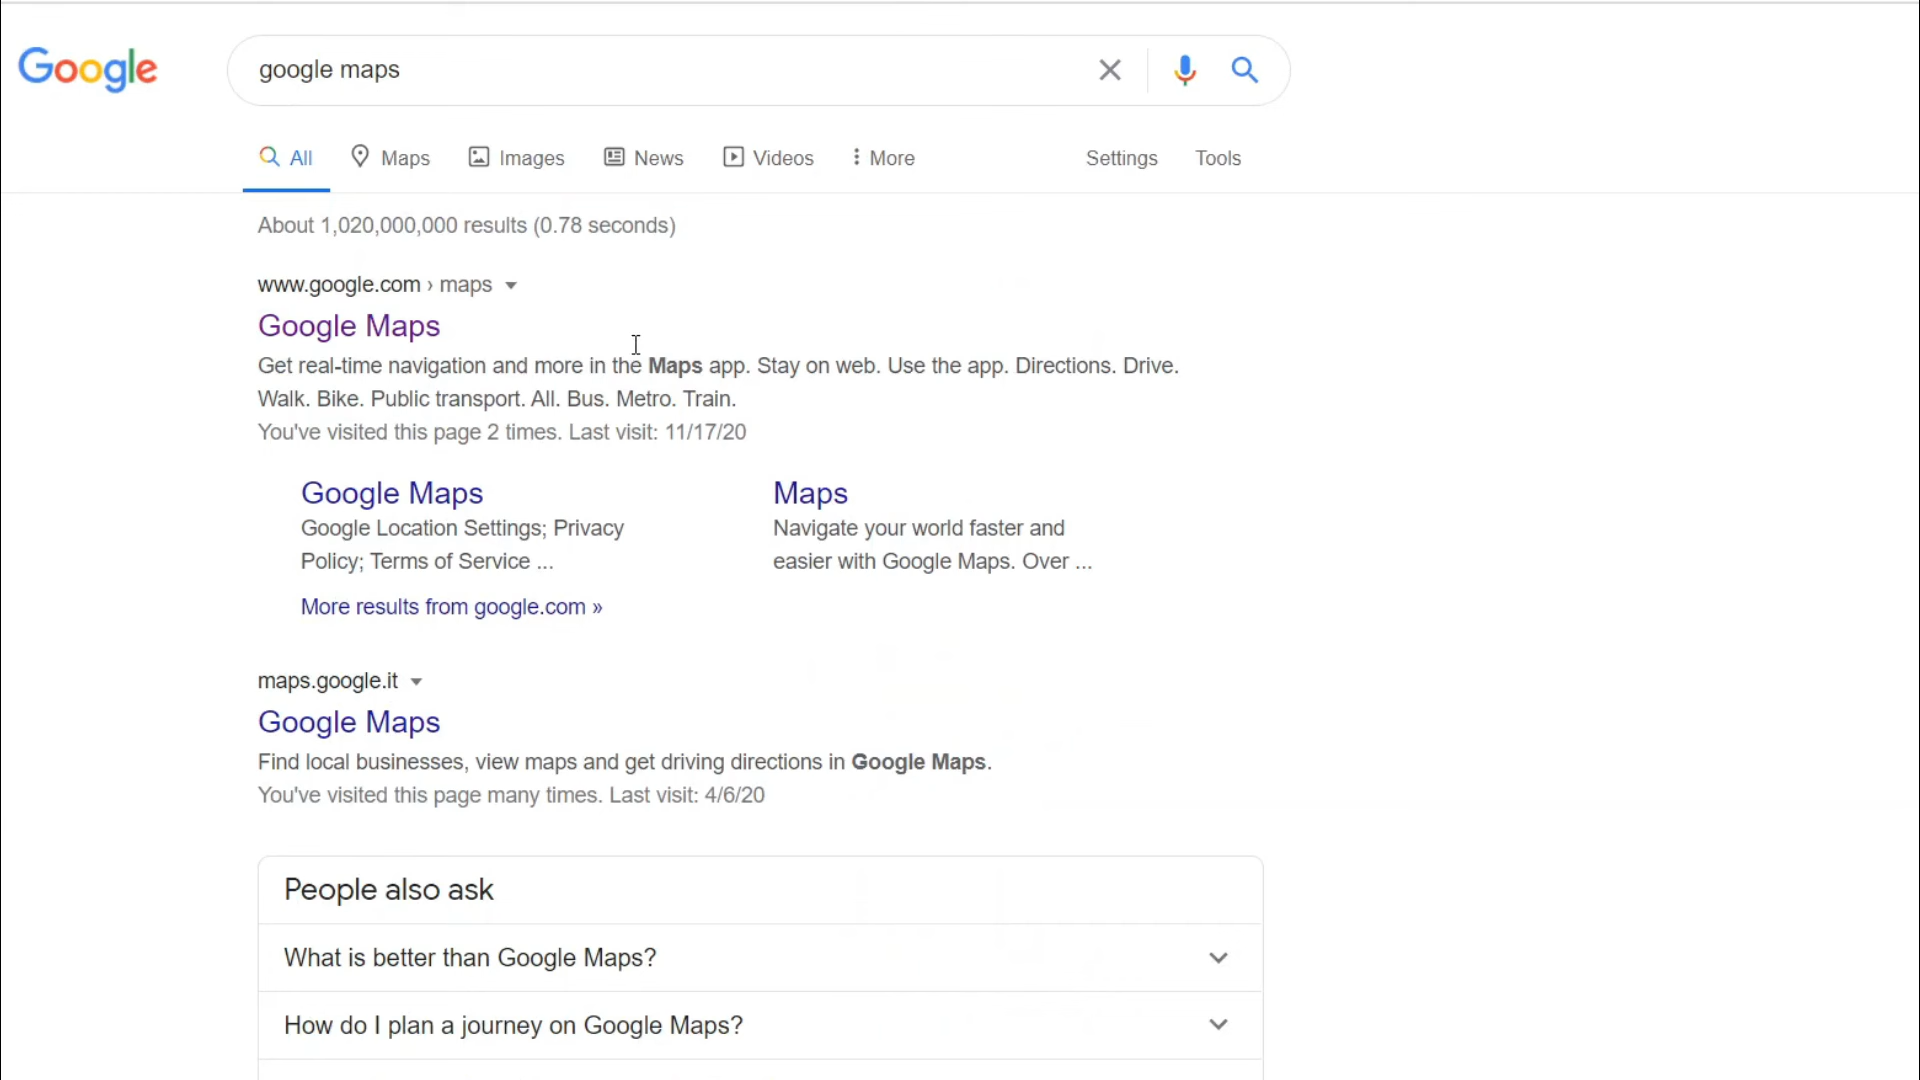 Google
google maps
All Maps Images News Videos More Settings Tools
About 1,020,000,000 results (0.78 seconds)
www.google.com › maps
Google Maps
Get real-time navigation and more in the Maps app. Stay on web. Use the app. Directions. Drive.
Walk. Bike. Public transport. All. Bus. Metro. Train.
You've visited this page 2 times. Last visit: 11/17/20
Google Maps
Google Location Settings; Privacy
Policy; Terms of Service ...
Maps
Navigate your world faster and
easier with Google Maps. Over ...
More results from google.com »
maps.google.it
Google Maps
Find local businesses, view maps and get driving directions in Google Maps.
You've visited this page many times. Last visit: 4/6/20
People also ask
What is better than Google Maps?
How do I plan a journey on Google Maps?